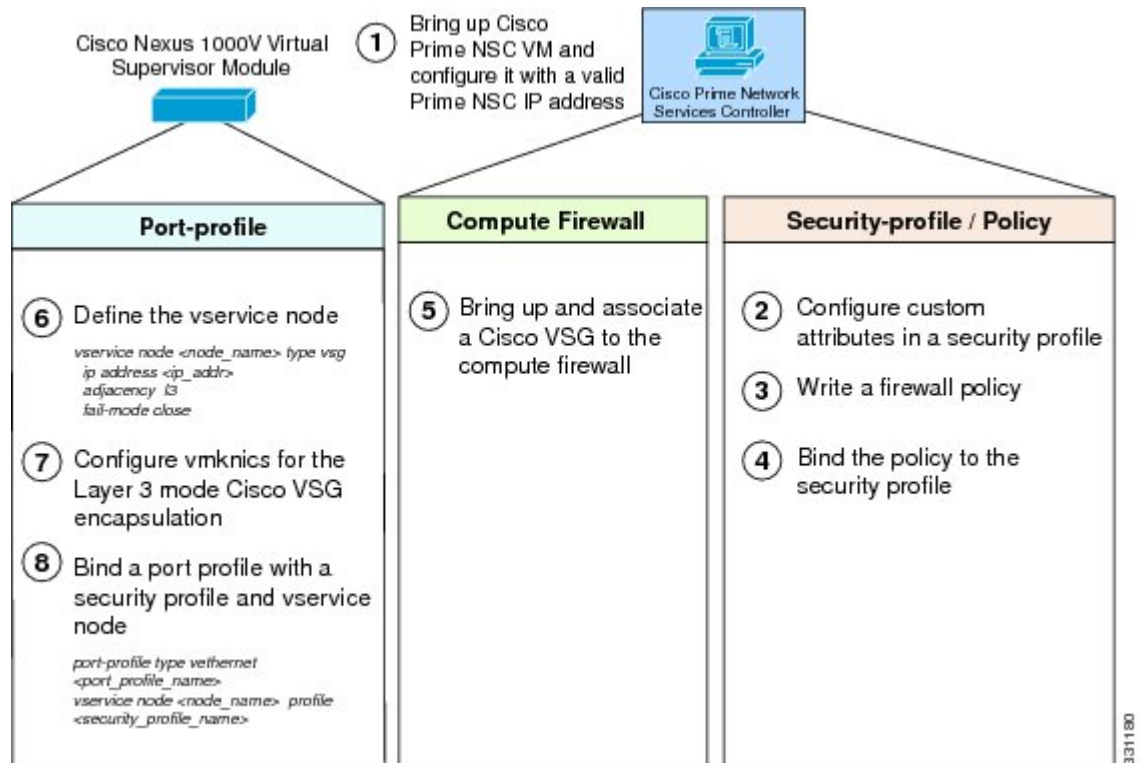 Cisco Nexus 1000V Virtual
Supervisor Module
1
Bring up Cisco
Prime NSC VM and
configure it with a valid
Prime NSC IP address
Cisco Prime Network
Services Controller
Port-profile
6
Define the vservice node
vservice node <node_name> type vsg
ip address <ip_addr>
adjacency l3
fail-mode close
7
Configure vmknics for the
Layer 3 mode Cisco VSG
encapsulation
8
Bind a port profile with a
security profile and vservice
node
port-profile type vethernet
<port_profile_name>
vservice node <node_name> profile
<security_profile_name>
Compute Firewall
5
Bring up and associate
a Cisco VSG to the
compute firewall
Security-profile / Policy
2
Configure custom
attributes in a security profile
3
Write a firewall policy
4
Bind the policy to the
security profile
331180